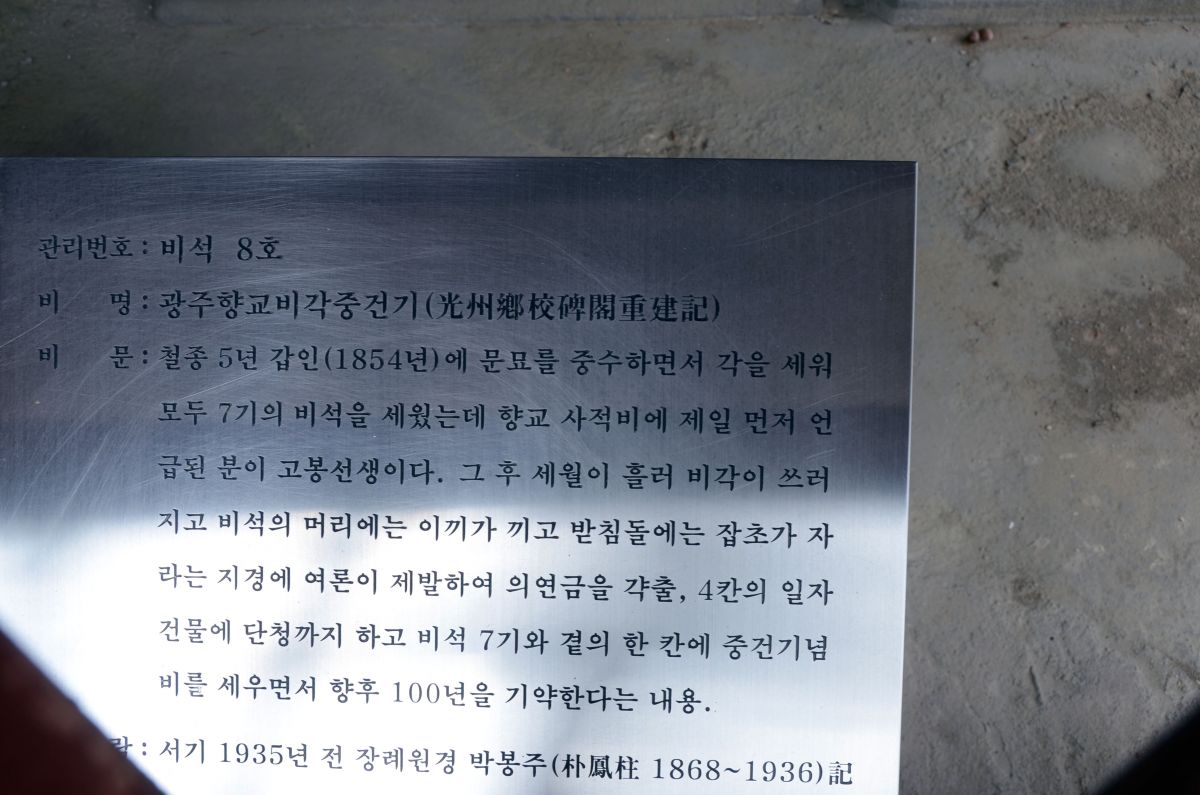 관리번호 : 비석 8호
비 명 : 광주향교비각중건기(光州鄕校碑閣重建記)
비 문 : 철종 5년 갑인(1854년)에 문묘를 중수하면서 각을 세워
모두 7기의 비석을 세웠는데 향교 사적비에 제일 먼저 언
급된 분이 고봉선생이다. 그 후 세월이 흘러 비각이 쓰러
지고 비석의 머리에는 이끼가 끼고 받침돌에는 잡초가 자
라는 지경에 여론이 제발하여 의연금을 갹출, 4칸의 일자
건물에 단청까지 하고 비석 7기와 곁의 한 칸에 중건기념
비를 세우면서 향후 100년을 기약한다는 내용.
: 서기 1935년 전 장례원경 박봉주(朴鳳柱 1868~1936)記